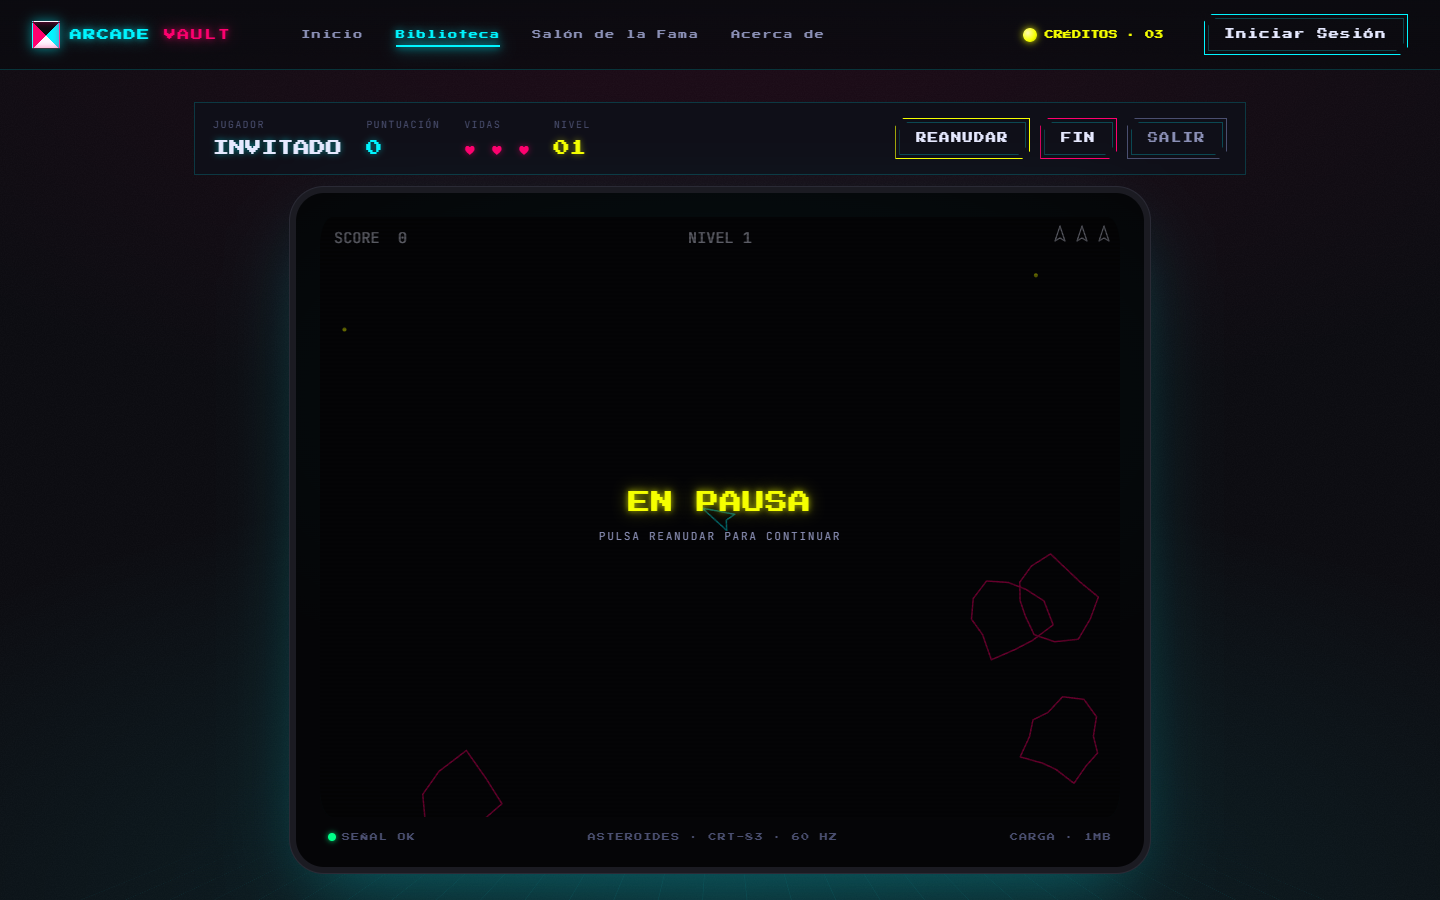 ARCADE VAULT
Inicio
Biblioteca
Salón de la Fama
Acerca de
CRéDITOS · 03
Iniciar Sesión
JUGADOR
INVITADO
PUNTUACIÓN
0
VIDAS
♥ ♥ ♥
NIVEL
01
REANUDAR
FIN
SALIR
SCORE 0
NIVEL 1
EN PAUSA
PULSA REANUDAR PARA CONTINUAR
SEñAL OK
ASTEROIDES · CRT-83 · 60 HZ
CARGA · 1MB